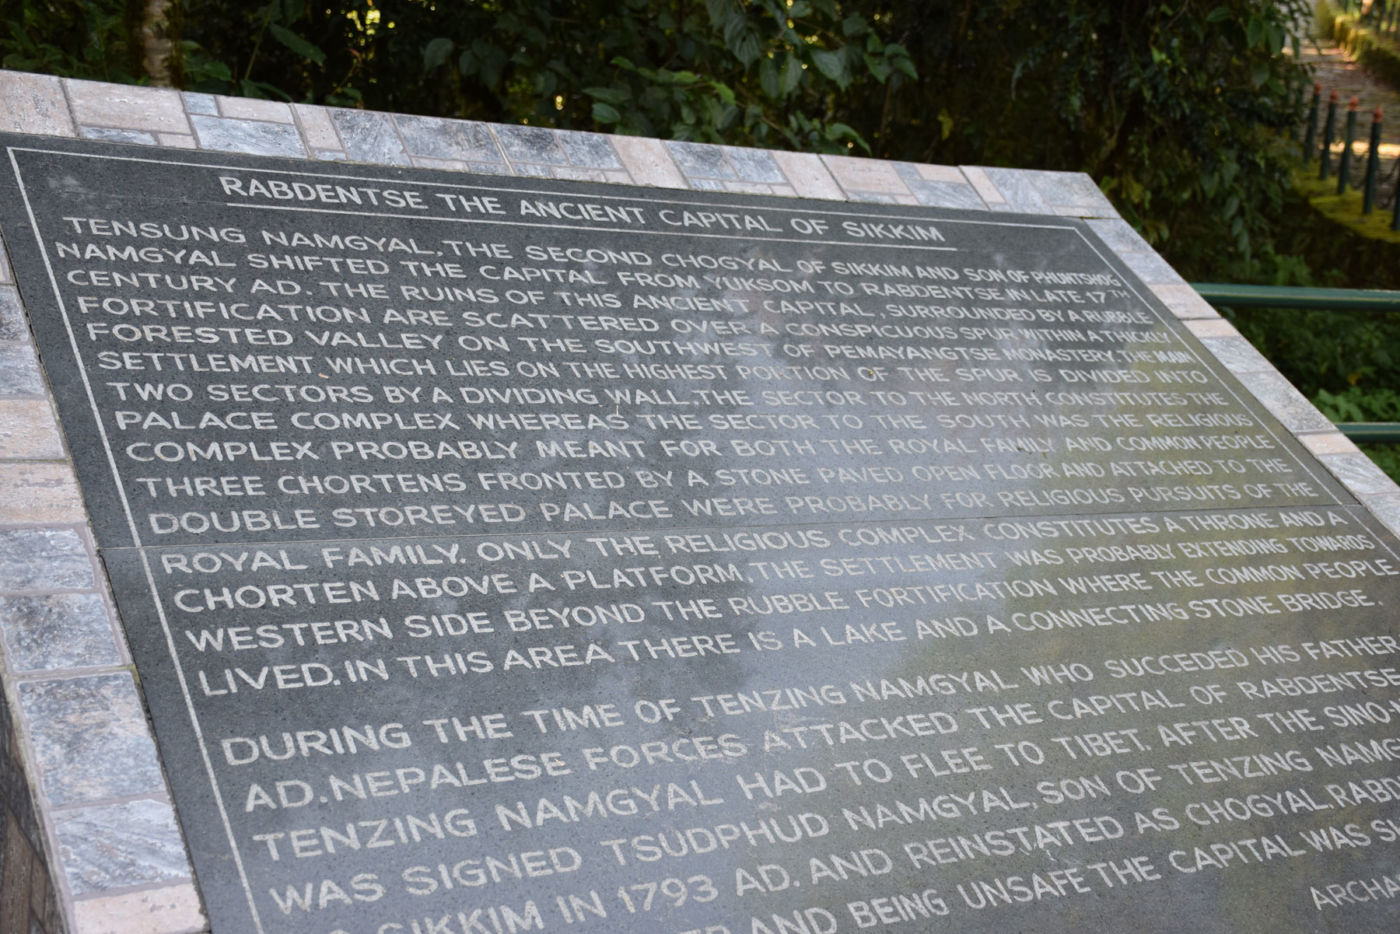 RABDENTSE THE ANCIENT CAPITAL OF SIKKIM
TENSUNG NAMGYAL, THE SECOND CHOGYAL OF SIKKIM AND SON OF PHUNTSHOG
NAMGYAL SHIFTED THE CAPITAL FROM YUKSOM TO RABDENTSE IN LATE 17TH
CENTURY AD. THE RUINS OF THIS ANCIENT CAPITAL, SURROUNDED BY A RUBBLE
FORTIFICATION ARE SCATTERED OVER A CONSPICUOUS SPUR WITHIN A THICKLY
FORESTED VALLEY ON THE SOUTHWEST OF PEMAYANGTSE MONASTERY. THE MAIN
SETTLEMENT WHICH LIES ON THE HIGHEST PORTION OF THE SPUR IS DIVIDED INTO
TWO SECTORS BY A DIVIDING WALL. THE SECTOR TO THE NORTH CONSTITUTES THE
PALACE COMPLEX WHEREAS THE SECTOR TO THE SOUTH WAS THE RELIGIOUS
COMPLEX PROBABLY MEANT FOR BOTH THE ROYAL FAMILY AND COMMON PEOPLE
THREE CHORTENS FRONTED BY A STONE PAVED OPEN FLOOR AND ATTACHED TO THE
DOUBLE STOREYED PALACE WERE PROBABLY FOR RELIGIOUS PURSUITS OF THE
ROYAL FAMILY. ONLY THE RELIGIOUS COMPLEX CONSTITUTES A THRONE AND A
CHORTEN ABOVE A PLATFORM. THE SETTLEMENT WAS PROBABLY EXTENDING TOWARDS
WESTERN SIDE BEYOND THE RUBBLE FORTIFICATION WHERE THE COMMON PEOPLE
LIVED. IN THIS AREA THERE IS A LAKE AND A CONNECTING STONE BRIDGE.
DURING THE TIME OF TENZING NAMGYAL WHO SUCCEDED HIS FATHER
AD. NEPALESE FORCES ATTACKED THE CAPITAL OF RABDENTSE
TENZING NAMGYAL HAD TO FLEE TO TIBET. AFTER THE SINO-
WAS SIGNED TSUDPHUD NAMGYAL, SON OF TENZING
SIKKIM IN 1793 AD. AND REINSTATED AS CHOGYAL.
AND BEING UNSAFE THE CAPITAL WAS